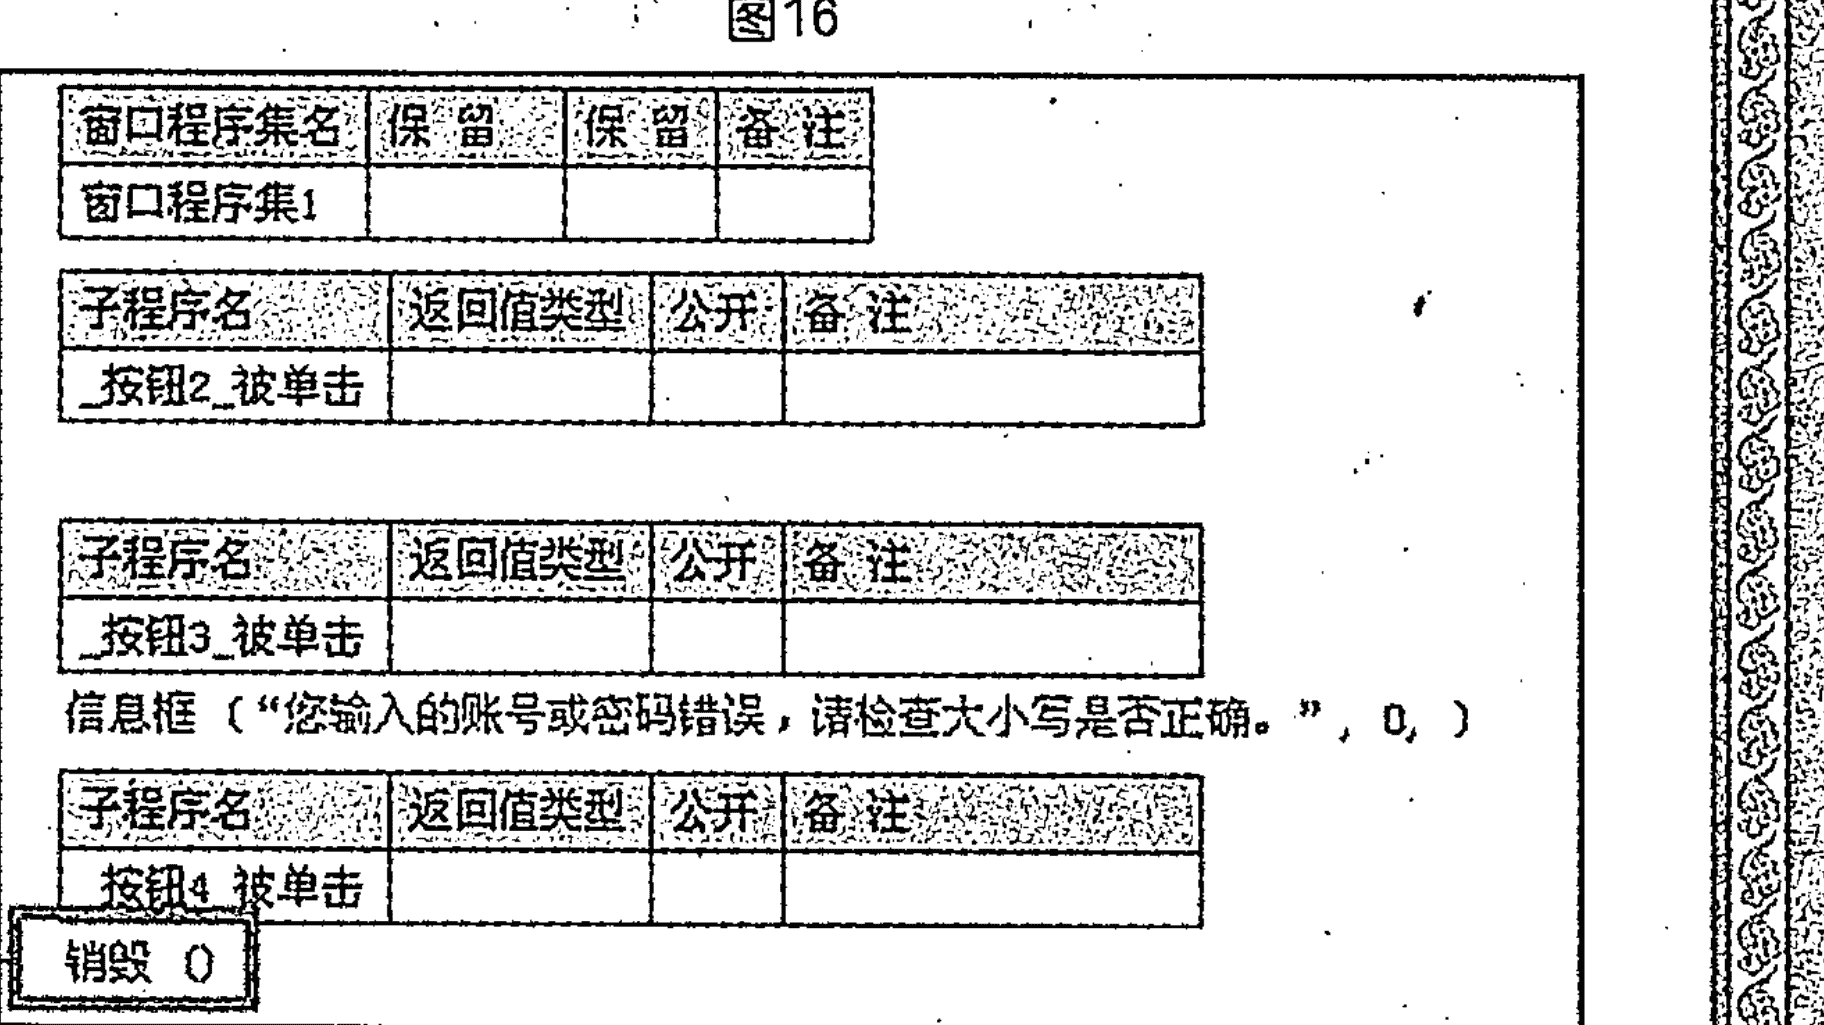 图16
窗口程序集名 保 留 保 留 备 注
窗口程序集1
子程序名 返回值类型 公开 备 注
_按钮2_被单击
子程序名 返回值类型 公开 备 注
_按钮3_被单击
信息框（“您输入的账号或密码错误，请检查大小写是否正确。”, 0, ）
子程序名 返回值类型 公开 备 注
_按钮4_被单击
销毁 ()